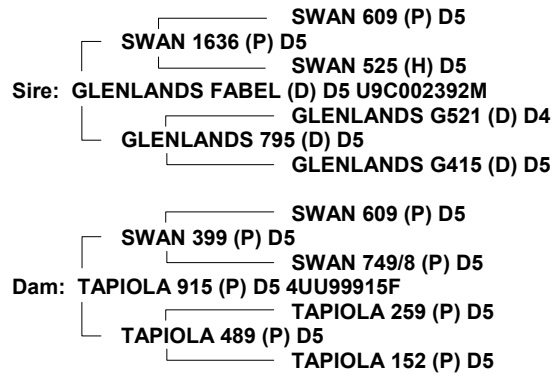 SWAN 609 (P) D5
SWAN 1636 (P) D5
SWAN 525 (H) D5
Sire: GLENLANDS FABEL (D) D5 U9C002392M
GLENLANDS G521 (D) D4
GLENLANDS 795 (D) D5
GLENLANDS G415 (D) D5
SWAN 609 (P) D5
SWAN 399 (P) D5
SWAN 749/8 (P) D5
Dam: TAPIOLA 915 (P) D5 4UU99915F
TAPIOLA 259 (P) D5
TAPIOLA 489 (P) D5
TAPIOLA 152 (P) D5